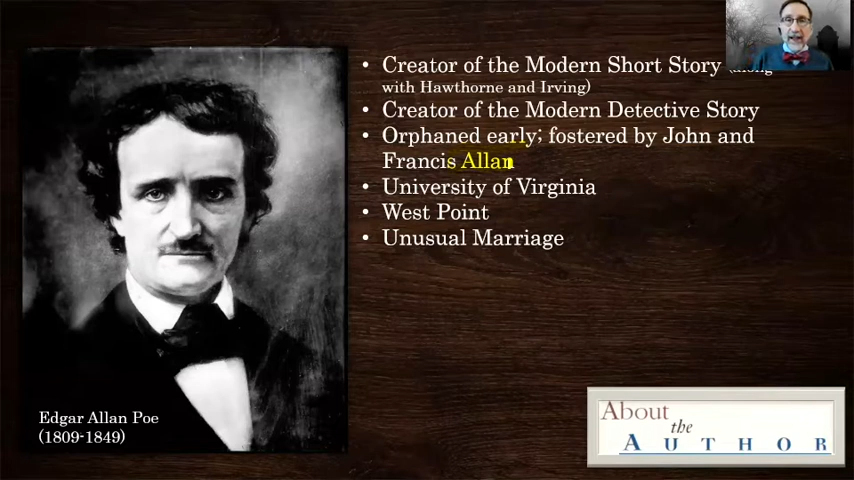 • Creator of the Modern Short Story
with Hawthorne and Irving)
• Creator of the Modern Detective Story
• Orphaned early; fostered by John and
Francis Allan
• University of Virginia
• West Point
• Unusual Marriage
Edgar Allan Poe
(1809-1849)
About
the
AUTHOR